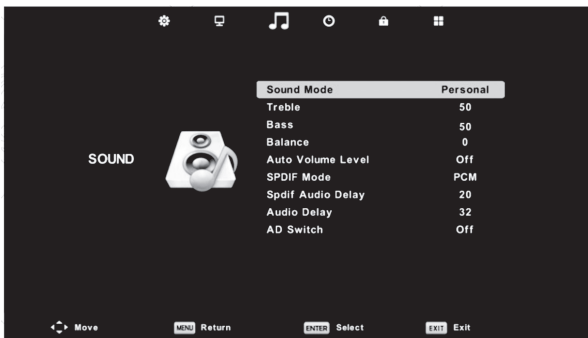 Sound Mode Personal
Treble 50
Bass 50
Balance 0
SOUND
Auto Volume Level Off
SPDIF Mode PCM
Spdif Audio Delay 20
Audio Delay 32
AD Switch Off
Move MENU Return ENTER Select EXIT Exit